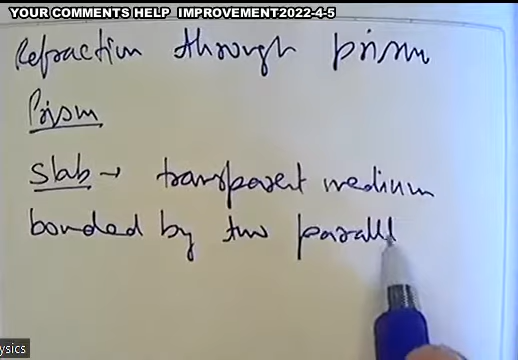 YOUR COMMENTS HELP IMPROVEMENT2022-4-5
Refraction through prism
Prism
Slab → transparent medium
bonded by two parall
ysics